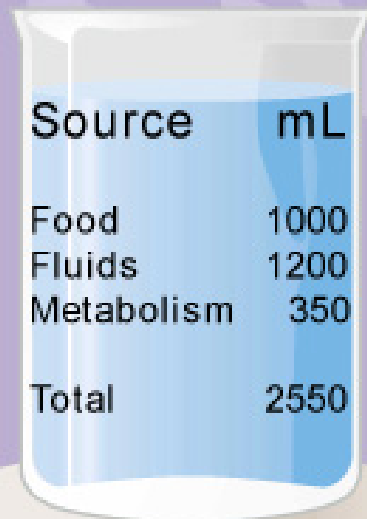 Source mL
Food 1000
Fluids 1200
Metabolism 350
Total 2550